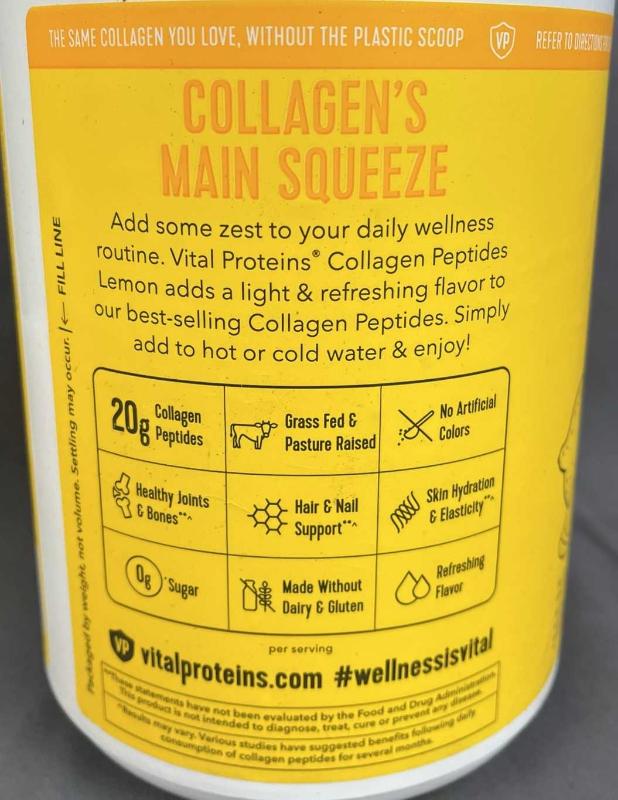 THE SAME COLLAGEN YOU LOVE, WITHOUT THE PLASTIC SCOOP VP REFER TO DIRECTIONS
COLLAGEN'S
MAIN SQUEEZE
Add some zest to your daily wellness
routine. Vital Proteins® Collagen Peptides
Lemon adds a light & refreshing flavor to
our best-selling Collagen Peptides. Simply
add to hot or cold water & enjoy!
Packaged by weight, not volume. Settling may occur. |← FILL LINE
20g Collagen
Peptides
Grass Fed &
Pasture Raised
No Artificial
Colors
Healthy Joints
& Bones**^
Hair & Nail
Support**^
Skin Hydration
& Elasticity**^
0g Sugar
Made Without
Dairy & Gluten
Refreshing
Flavor
per serving
VP vitalproteins.com #wellnessisvital
**These statements have not been evaluated by the Food and Drug Administration.
This product is not intended to diagnose, treat, cure or prevent any disease.
^Results may vary. Various studies have suggested benefits following daily
consumption of collagen peptides for several months.